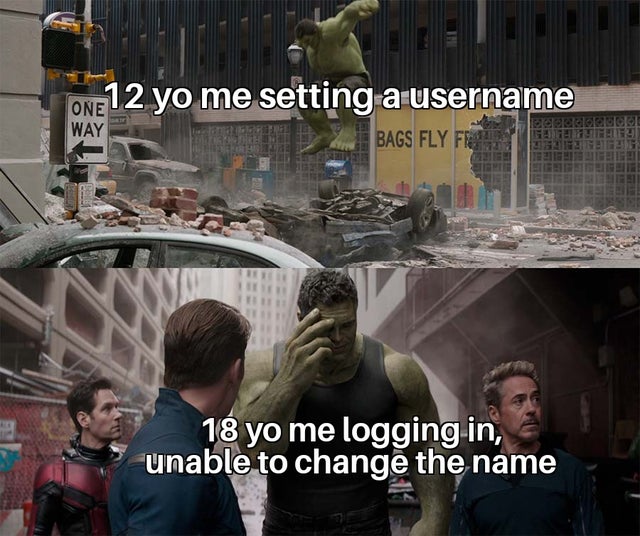 12 yo me setting a username
ONE
WAY
BAGS FLY
18 yo me logging in,
unable to change the name